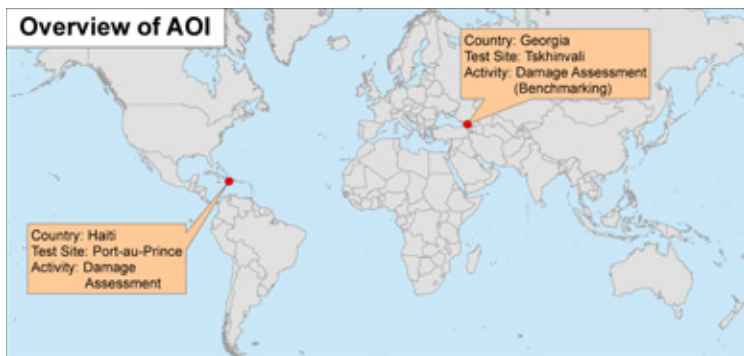 Overview of AOI
Country: Georgia
Test Site: Tskhinvali
Activity: Damage Assessment
(Benchmarking)
Country: Haiti
Test Site: Port-au-Prince
Activity: Damage
Assessment